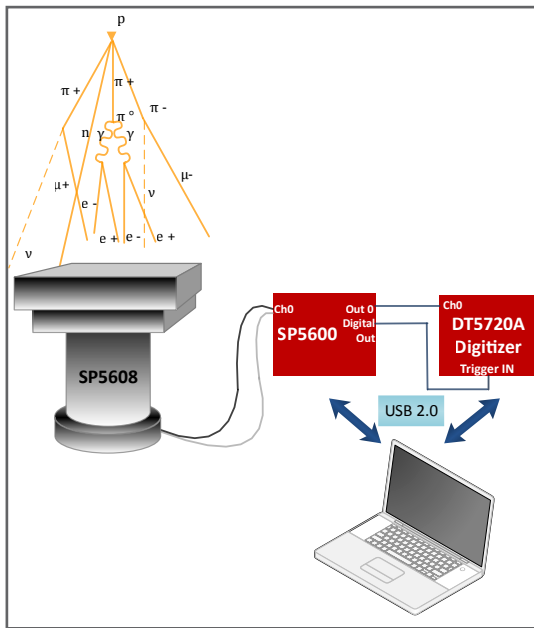 p
π +
π +
π °
π -
n
γ
γ
μ+
μ-
e -
ν
ν
e +
e -
e +
SP5608
Ch0
Out 0
SP5600
Digital
Out
Ch0
DT5720A
Digitizer
Trigger IN
USB 2.0